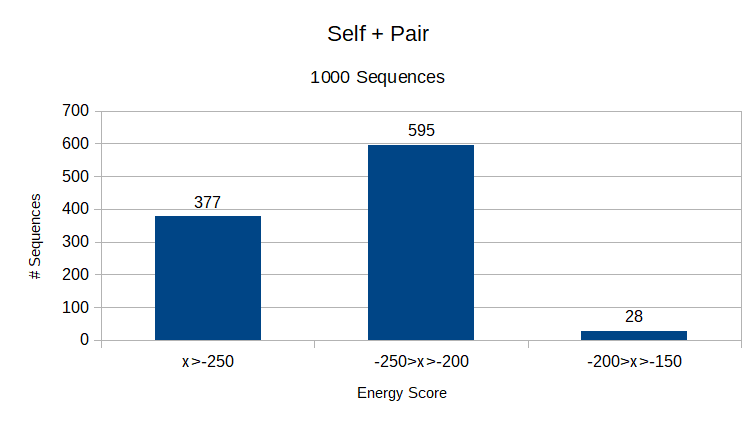 Self + Pair
1000 Sequences
700
600
500
400
300
200
100
0
# Sequences
377
595
28
x>-250
-250>x>-200
-200>x>-150
Energy Score